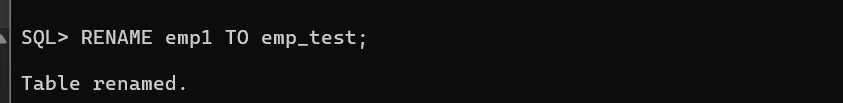 SQL> RENAME emp1 TO emp_test;
Table renamed.